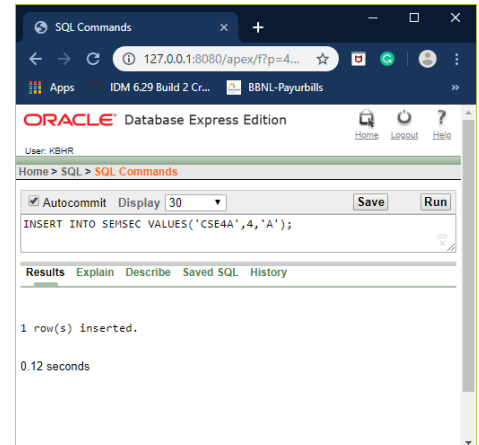 SQL Commands
127.0.0.1:8080/apex/f?p=4...
Apps IDM 6.29 Build 2 Cr... BBNL-Payurbills »
ORACLE® Database Express Edition
Home Logout Help
User: KBHR
Home > SQL > SQL Commands
Autocommit Display 30 Save Run
INSERT INTO SEMSEC VALUES('CSE4A',4,'A');
Results Explain Describe Saved SQL History
1 row(s) inserted.
0.12 seconds